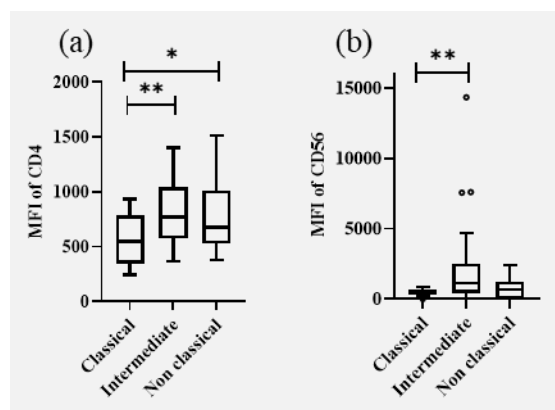 (a)
(b)
*
**
**
MFI of CD4
2000
1500
1000
500
0
Classical
Intermediate
Non classical
MFI of CD56
15000
10000
5000
0
Classical
Intermediate
Non classical